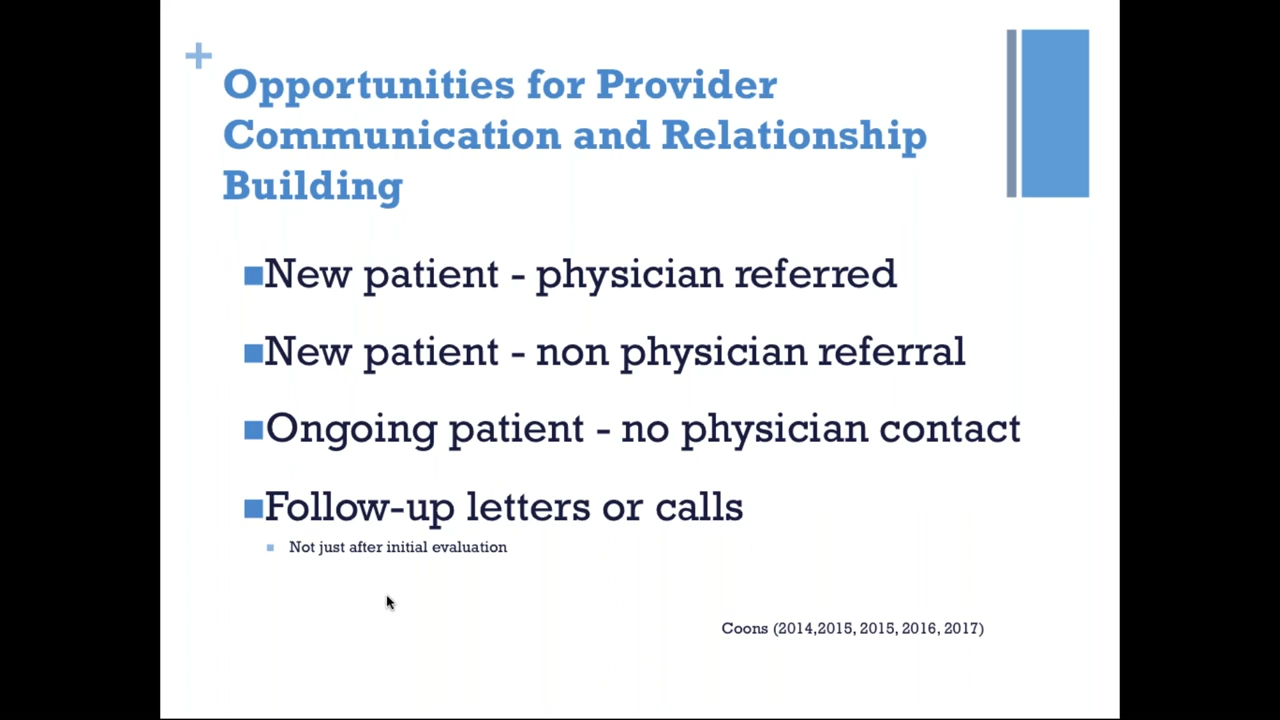 +
Opportunities for Provider
Communication and Relationship
Building
New patient - physician referred
New patient - non physician referral
Ongoing patient - no physician contact
Follow-up letters or calls
Not just after initial evaluation
Coons (2014,2015, 2015, 2016, 2017)